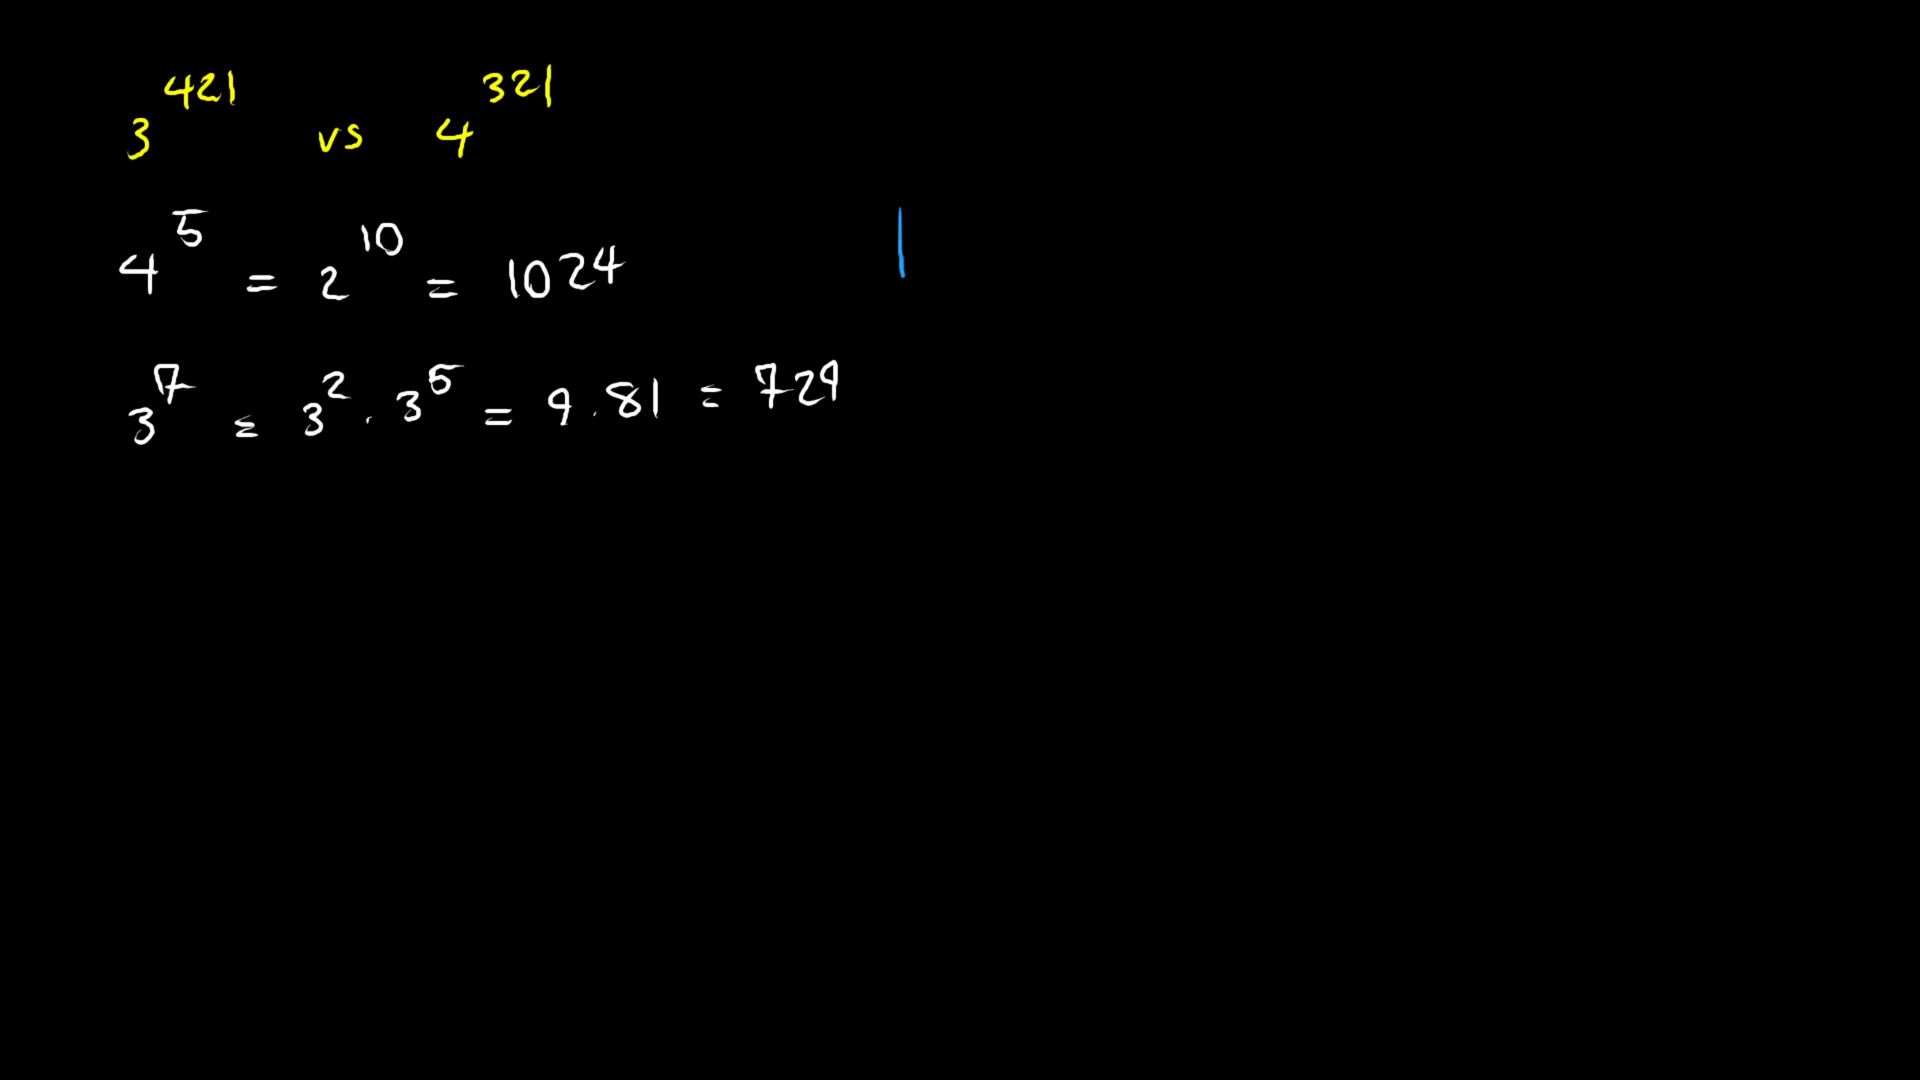 3^421 vs 4^321
4^5 = 2^10 = 1024
3^7 = 3^2 . 3^5 = 9.81 = 729